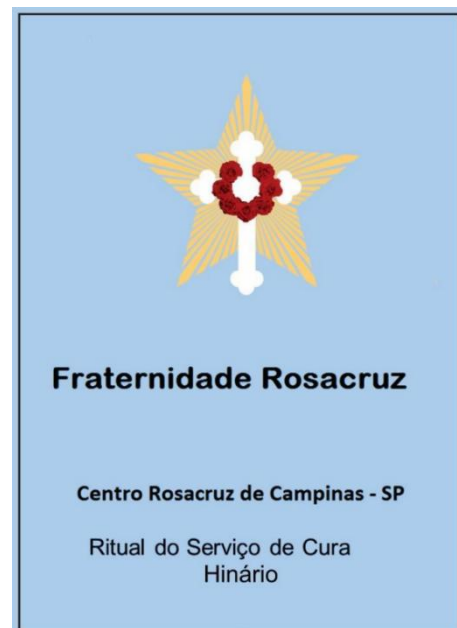 Fraternidade Rosacruz
Centro Rosacruz de Campinas - SP
Ritual do Serviço de Cura
Hinário